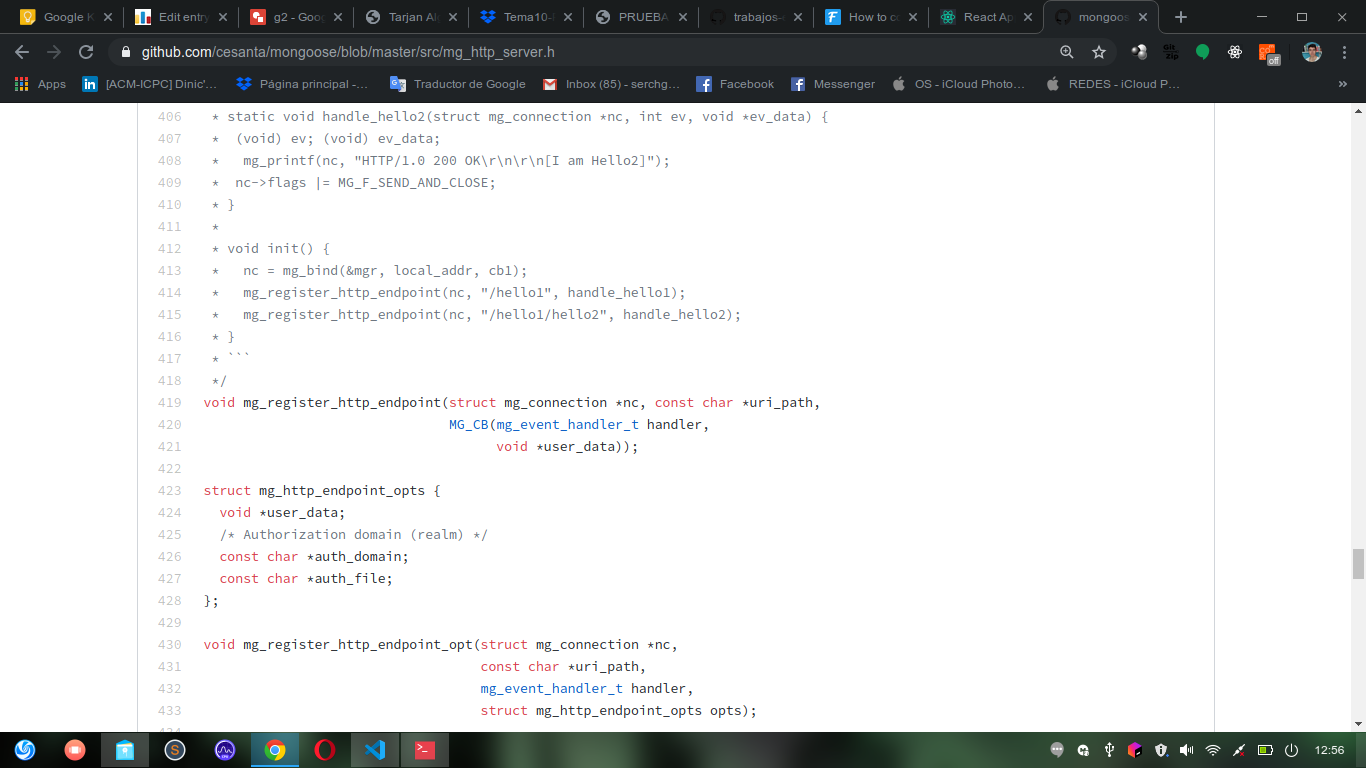 Google K
Edit entry
g2 - Goo
Tarjan Al
Tema10-
PRUEBA
trabajos-
How to c
React Ap
mongoos
github.com/cesanta/mongoose/blob/master/src/mg_http_server.h
Apps
[ACM-ICPC] Dinic'…
Página principal -…
Traductor de Google
Inbox (85) - serchg…
Facebook
Messenger
OS - iCloud Photo…
REDES - iCloud P…
»
off
406 * static void handle_hello2(struct mg_connection *nc, int ev, void *ev_data) {
407 *  (void) ev; (void) ev_data;
408 *   mg_printf(nc, "HTTP/1.0 200 OK\r\n\r\n[I am Hello2]");
409 *  nc->flags |= MG_F_SEND_AND_CLOSE;
410 * }
411 *
412 * void init() {
413 *   nc = mg_bind(&mgr, local_addr, cb1);
414 *   mg_register_http_endpoint(nc, "/hello1", handle_hello1);
415 *   mg_register_http_endpoint(nc, "/hello1/hello2", handle_hello2);
416 * }
417 * ```
418 */
419 void mg_register_http_endpoint(struct mg_connection *nc, const char *uri_path,
420 MG_CB(mg_event_handler_t handler,
421 void *user_data));
422
423 struct mg_http_endpoint_opts {
424   void *user_data;
425   /* Authorization domain (realm) */
426   const char *auth_domain;
427   const char *auth_file;
428 };
429
430 void mg_register_http_endpoint_opt(struct mg_connection *nc,
431 const char *uri_path,
432 mg_event_handler_t handler,
433 struct mg_http_endpoint_opts opts);
12:56